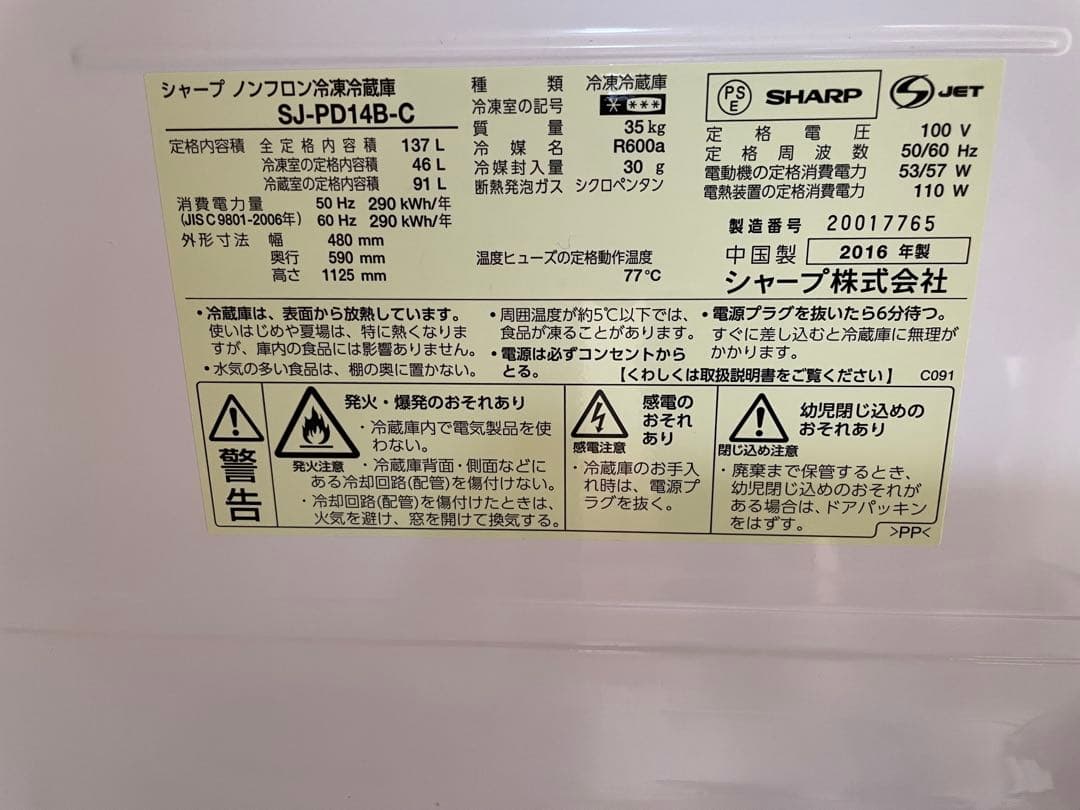 シャープ ノンフロン冷凍冷蔵庫
SJ-PD14B-C
定格内容積 全定格内容積 137 L
冷凍室の定格内容積 46 L
冷蔵室の定格内容積 91 L
消費電力量 50 Hz 290 kWh/年
(JIS C 9801-2006年) 60 Hz 290 kWh/年
外形寸法 幅 480 mm
奥行 590 mm
高さ 1125 mm
種類 冷凍冷蔵庫
冷凍室の記号 * ***
質量 35 kg
冷媒名 R600a
冷媒封入量 30 g
断熱発泡ガス シクロペンタン
温度ヒューズの定格動作温度
77℃
PS
E
SHARP
S JET
定格電圧 100 V
定格周波数 50/60 Hz
電動機の定格消費電力 53/57 W
電熱装置の定格消費電力 110 W
製造番号 20017765
中国製 2016 年製
シャープ株式会社
・冷蔵庫は、表面から放熱しています。
使いはじめや夏場は、特に熱くなりま
すが、庫内の食品には影響ありません。
・水気の多い食品は、棚の奥に置かない。
・周囲温度が約5℃以下では、
食品が凍ることがあります。
・電源は必ずコンセントから
とる。
・電源プラグを抜いたら6分待つ。
すぐに差し込むと冷蔵庫に無理が
かかります。
【くわしくは取扱説明書をご覧ください】 C091
警告
発火注意
発火・爆発のおそれあり
・冷蔵庫内で電気製品を使
わない。
・冷蔵庫背面・側面などに
ある冷却回路(配管)を傷付けない。
・冷却回路(配管)を傷付けたときは、
火気を避け、窓を開けて換気する。
感電注意
感電の
おそれ
あり
・冷蔵庫のお手入
れ時は、電源プ
ラグを抜く。
閉じ込め注意
幼児閉じ込めの
おそれあり
・廃棄まで保管するとき、
幼児閉じ込めのおそれが
ある場合は、ドアパッキン
をはずす。
>PP<